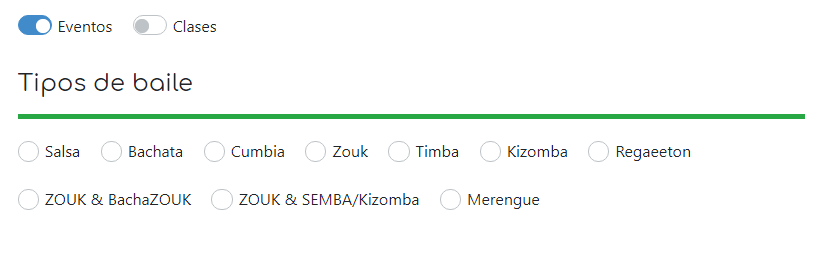 Eventos Clases
Tipos de baile
Salsa Bachata Cumbia Zouk Timba Kizomba Regaeeton
ZOUK & BachaZOUK ZOUK & SEMBA/Kizomba Merengue